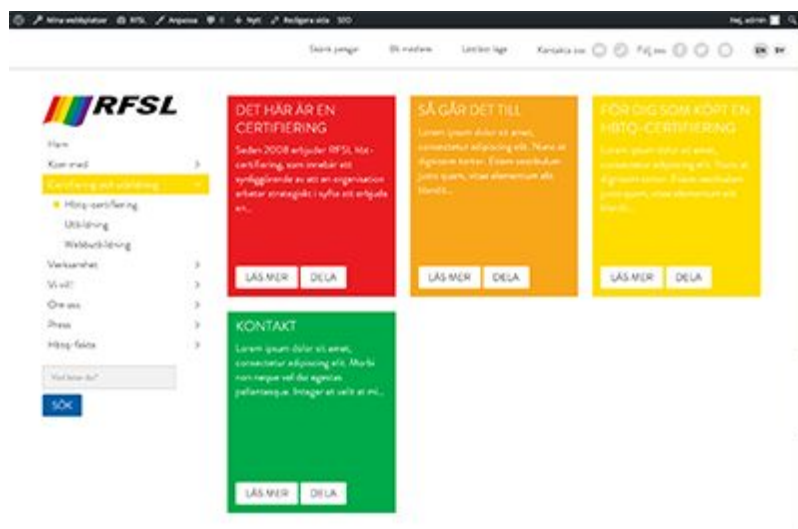 Mina webbplatser RFSL Anpassa 1 + Nytt Redigera sida SEO
Hej, admin
Skänk pengar Bli medlem Lättläst läge Kontakta oss Följ oss EN SV
RFSL
Hem
Kom med
Certifiering och utbildning
Hbtq-certifiering
Utbildning
Webbutbildning
Verksamhet
Vi vill!
Om oss
Press
Hbtq-fakta
SÖK
DET HÄR ÄR EN
CERTIFIERING
Sedan 2008 erbjuder RFSL hbt-
certifiering, som innebär ett
synliggörande av att en organisation
arbetar strategiskt i syfte att erbjuda
en...
LÄS MER DELA
SÅ GÅR DET TILL
Lorem ipsum dolor sit amet,
consectetur adipiscing elit. Nunc at
dignissim tortor. Etiam vestibulum
justo quam, vitae elementum elit
blandit...
LÄS MER DELA
FÖR DIG SOM KÖPT EN
HBTQ-CERTIFIERING
Lorem ipsum dolor sit amet,
consectetur adipiscing elit. Nunc at
dignissim tortor. Etiam vestibulum
justo quam, vitae elementum elit
blandit...
LÄS MER DELA
KONTAKT
Lorem ipsum dolor sit amet,
consectetur adipiscing elit. Morbi
non neque vel dui egestas
pellentesque. Integer at velit at mi...
LÄS MER DELA